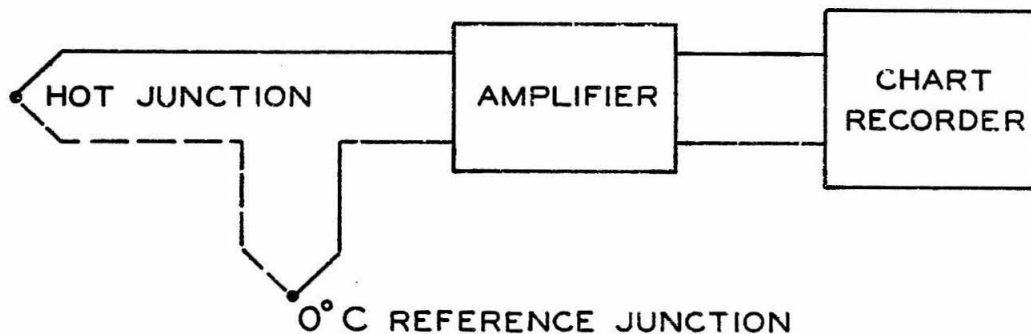 HOT JUNCTION
AMPLIFIER
CHART
RECORDER
0°C REFERENCE JUNCTION